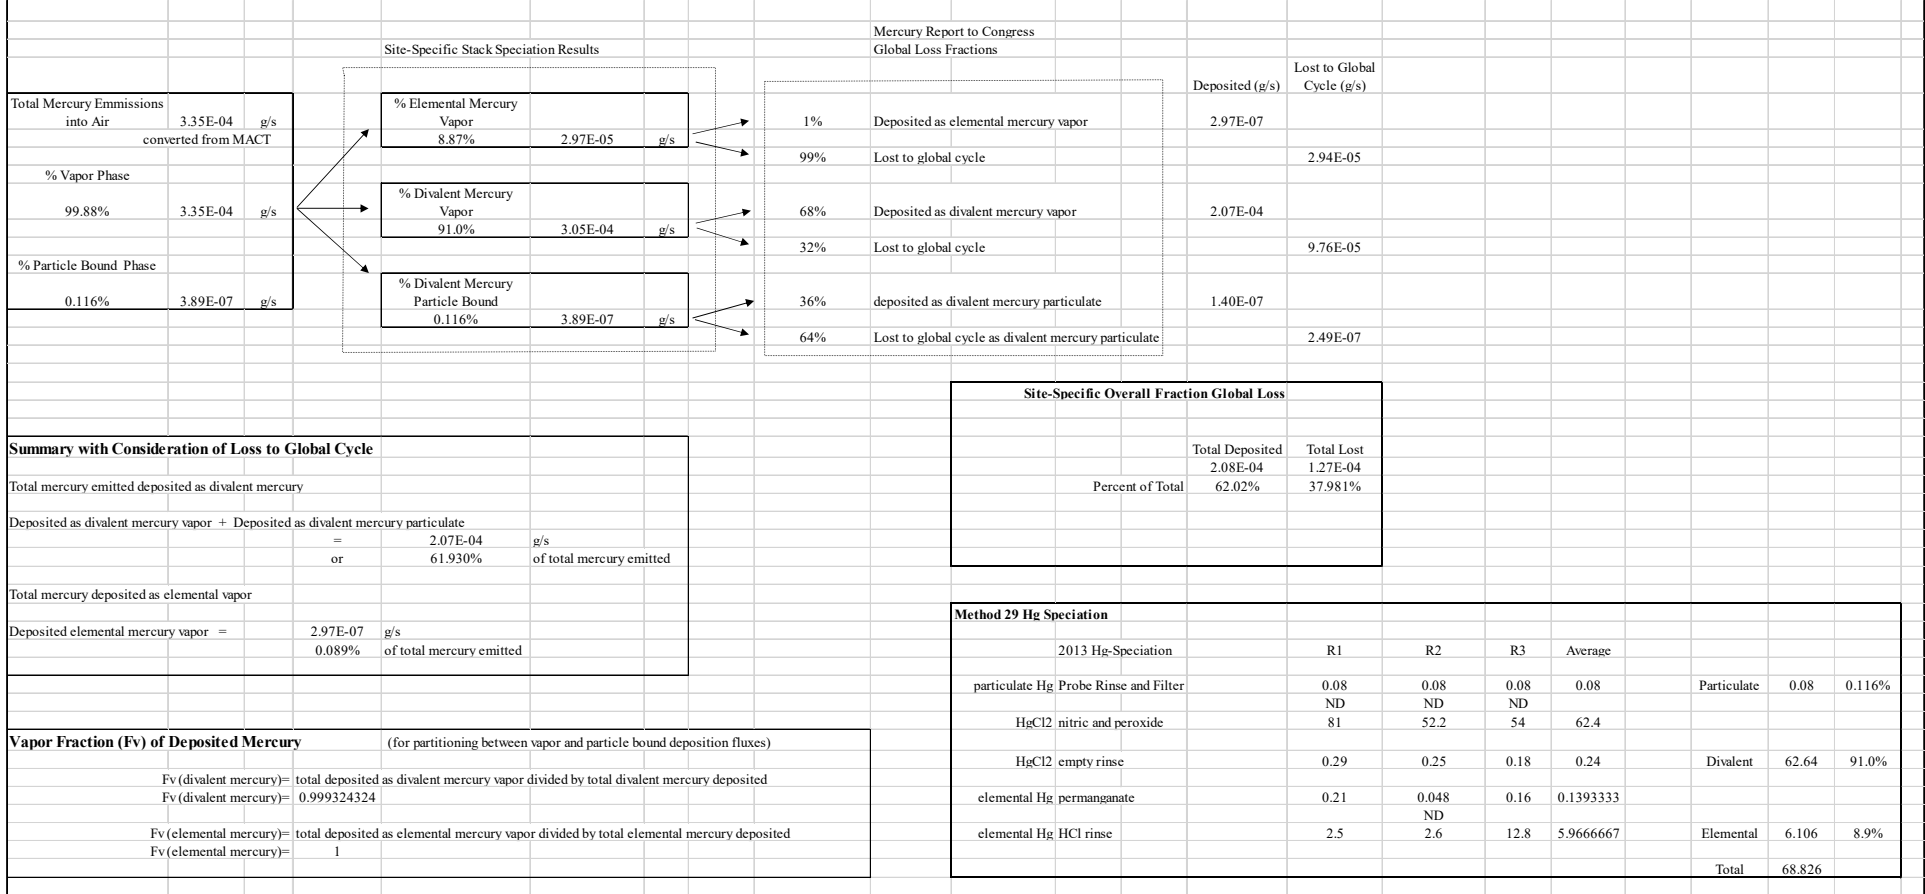 Mercury Report to Congress
Site-Specific Stack Speciation Results Global Loss Fractions
Lost to Global
Deposited (g/s) Cycle (g/s)
Total Mercury Emmissions % Elemental Mercury
into Air 3.35E-04 g/s Vapor 1% Deposited as elemental mercury vapor 2.97E-07
converted from MACT 8.87% 2.97E-05 g/s
99% Lost to global cycle 2.94E-05
% Vapor Phase
% Divalent Mercury
99.88% 3.35E-04 g/s Vapor 68% Deposited as divalent mercury vapor 2.07E-04
91.0% 3.05E-04 g/s
32% Lost to global cycle 9.76E-05
% Particle Bound Phase
% Divalent Mercury
0.116% 3.89E-07 g/s Particle Bound 36% deposited as divalent mercury particulate 1.40E-07
0.116% 3.89E-07 g/s
64% Lost to global cycle as divalent mercury particulate 2.49E-07
Site-Specific Overall Fraction Global Loss
Total Deposited Total Lost
2.08E-04 1.27E-04
Percent of Total 62.02% 37.981%
Summary with Consideration of Loss to Global Cycle
Total mercury emitted deposited as divalent mercury
Deposited as divalent mercury vapor + Deposited as divalent mercury particulate
= 2.07E-04 g/s
or 61.930% of total mercury emitted
Total mercury deposited as elemental vapor
Deposited elemental mercury vapor = 2.97E-07 g/s
0.089% of total mercury emitted
Vapor Fraction (Fv) of Deposited Mercury (for partitioning between vapor and particle bound deposition fluxes)
Fv (divalent mercury)= total deposited as divalent mercury vapor divided by total divalent mercury deposited
Fv (divalent mercury)= 0.999324324
Fv (elemental mercury)= total deposited as elemental mercury vapor divided by total elemental mercury deposited
Fv (elemental mercury)= 1
Method 29 Hg Speciation
2013 Hg-Speciation R1 R2 R3 Average
particulate Hg Probe Rinse and Filter 0.08 0.08 0.08 0.08 Particulate 0.08 0.116%
ND ND ND
HgCl2 nitric and peroxide 81 52.2 54 62.4
HgCl2 empty rinse 0.29 0.25 0.18 0.24 Divalent 62.64 91.0%
elemental Hg permanganate 0.21 0.048 0.16 0.1393333
ND
elemental Hg HCl rinse 2.5 2.6 12.8 5.9666667 Elemental 6.106 8.9%
Total 68.826